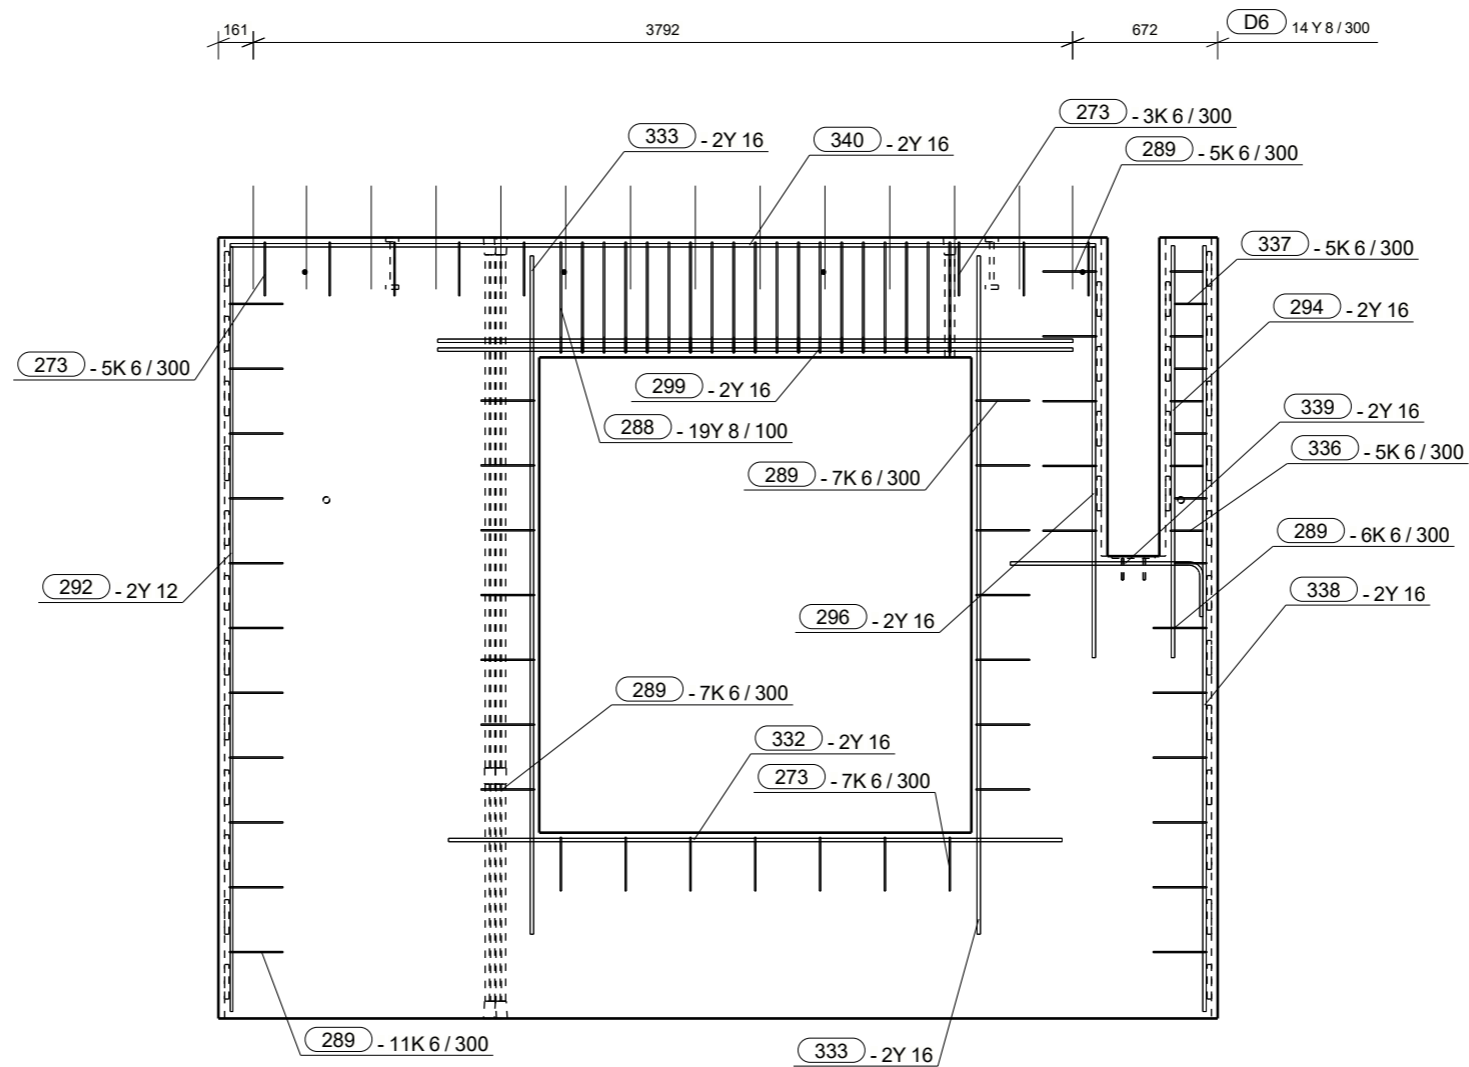 161
3792
672
D6 14 Y 8 / 300
273 - 3K 6 / 300
333 - 2Y 16
340 - 2Y 16
289 - 5K 6 / 300
337 - 5K 6 / 300
294 - 2Y 16
273 - 5K 6 / 300
299 - 2Y 16
339 - 2Y 16
288 - 19Y 8 / 100
336 - 5K 6 / 300
289 - 7K 6 / 300
289 - 6K 6 / 300
292 - 2Y 12
338 - 2Y 16
296 - 2Y 16
289 - 7K 6 / 300
332 - 2Y 16
273 - 7K 6 / 300
289 - 11K 6 / 300
333 - 2Y 16